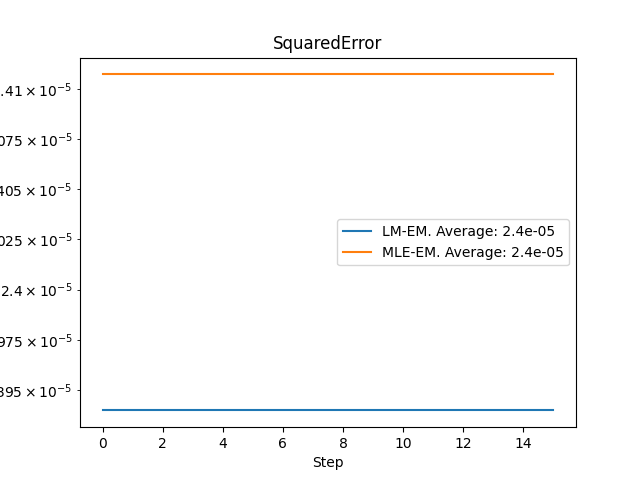 SquaredError
.41 × 10⁻⁵
075 × 10⁻⁵
405 × 10⁻⁵
025 × 10⁻⁵
2.4 × 10⁻⁵
975 × 10⁻⁵
395 × 10⁻⁵
LM-EM. Average: 2.4e-05
MLE-EM. Average: 2.4e-05
0 2 4 6 8 10 12 14
Step